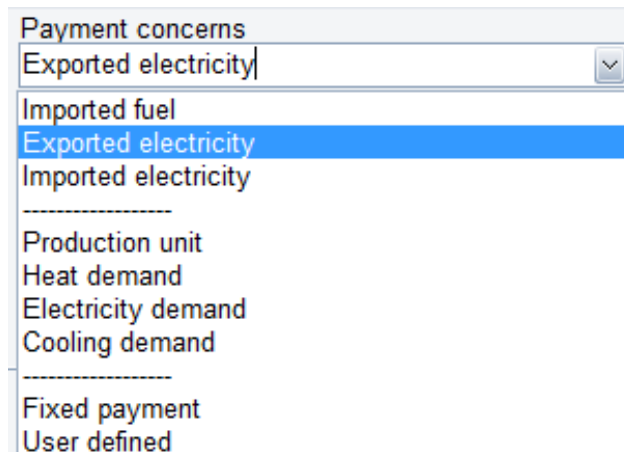 Payment concerns
Exported electricity
Imported fuel
Exported electricity
Imported electricity
------------------
Production unit
Heat demand
Electricity demand
Cooling demand
------------------
Fixed payment
User defined